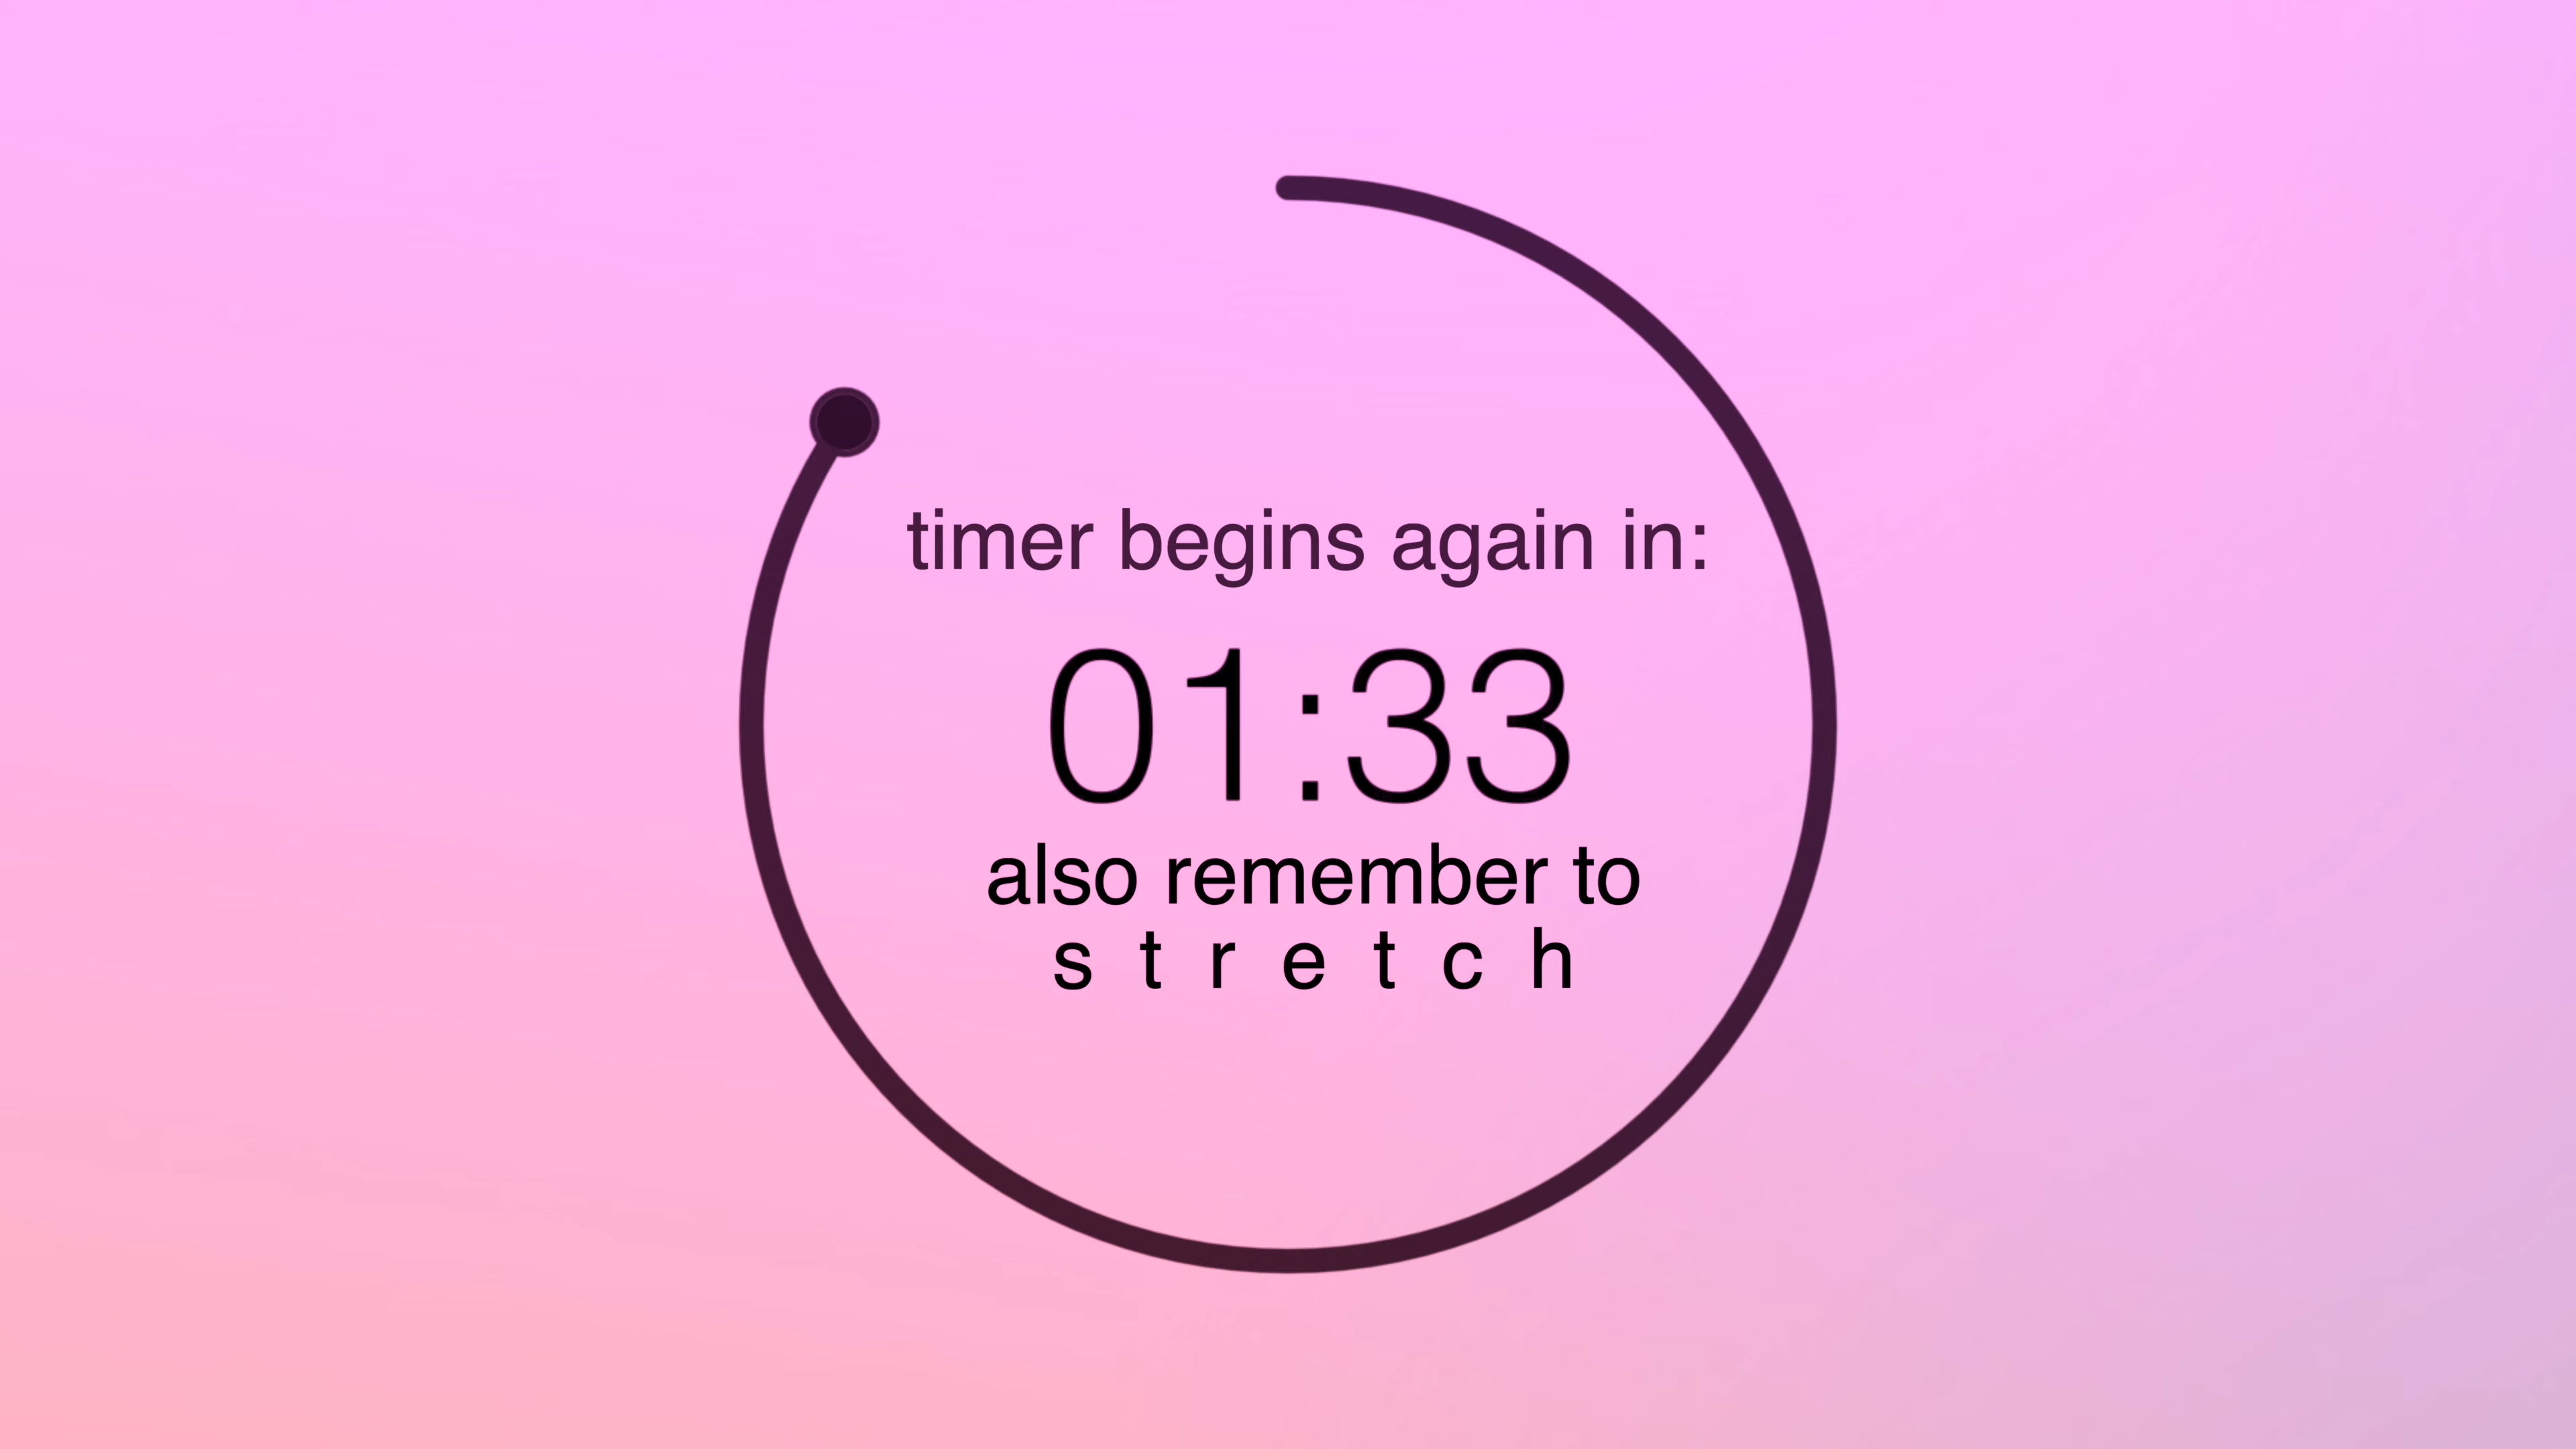 timer begins again in:
01:33
also remember to
s t r e t c h